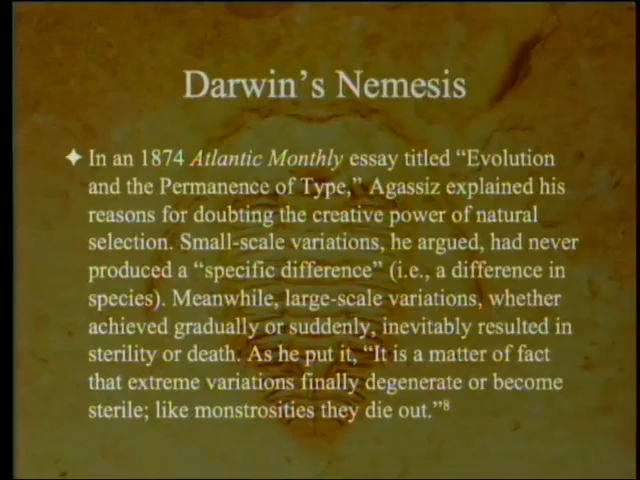 Darwin's Nemesis
In an 1874 Atlantic Monthly essay titled “Evolution
and the Permanence of Type,” Agassiz explained his
reasons for doubting the creative power of natural
selection. Small-scale variations, he argued, had never
produced a “specific difference” (i.e., a difference in
species). Meanwhile, large-scale variations, whether
achieved gradually or suddenly, inevitably resulted in
sterility or death. As he put it, “It is a matter of fact
that extreme variations finally degenerate or become
sterile; like monstrosities they die out.”8